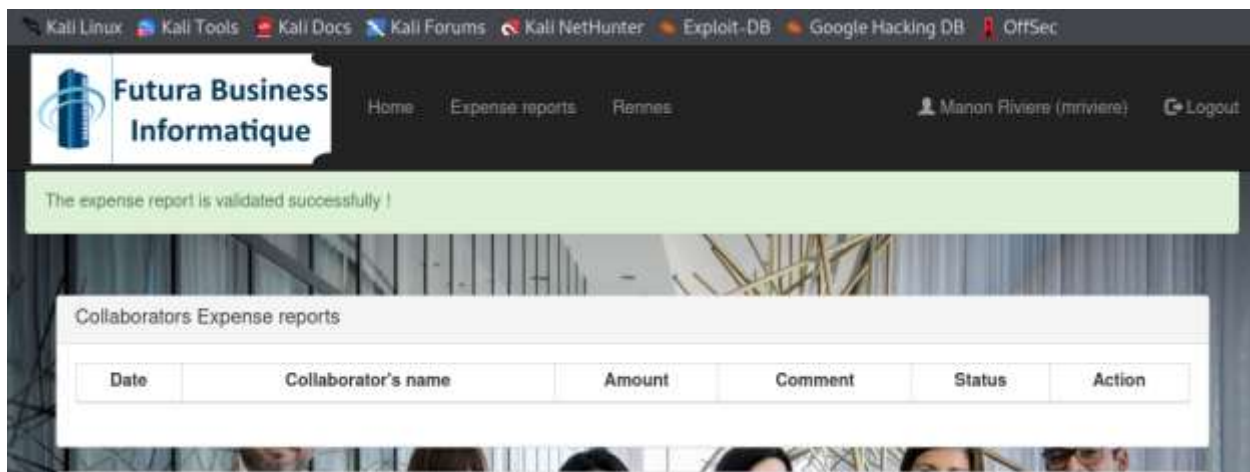 Kali Linux Kali Tools Kali Docs Kali Forums Kali NetHunter Exploit-DB Google Hacking DB OffSec
Futura Business
Informatique
Home Expense reports Rennes Manon Riviere (mriviere) Logout
The expense report is validated successfully !
Collaborators Expense reports
Date Collaborator's name Amount Comment Status Action